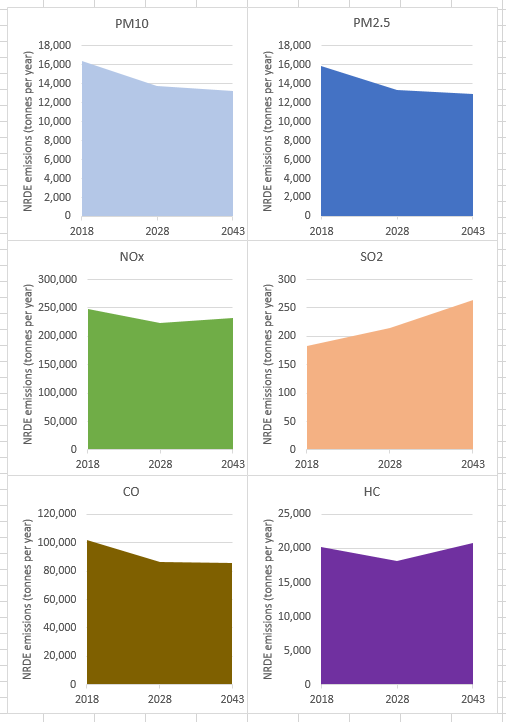 PM10
NRDE emissions (tonnes per year)
18,000
16,000
14,000
12,000
10,000
8,000
6,000
4,000
2,000
0
2018 2028 2043
PM2.5
NRDE emissions (tonnes per year)
18,000
16,000
14,000
12,000
10,000
8,000
6,000
4,000
2,000
0
2018 2028 2043
NOx
NRDE emissions (tonnes per year)
300,000
250,000
200,000
150,000
100,000
50,000
0
2018 2028 2043
SO2
NRDE emissions (tonnes per year)
300
250
200
150
100
50
0
2018 2028 2043
CO
NRDE emissions (tonnes per year)
120,000
100,000
80,000
60,000
40,000
20,000
0
2018 2028 2043
HC
NRDE emissions (tonnes per year)
25,000
20,000
15,000
10,000
5,000
0
2018 2028 2043